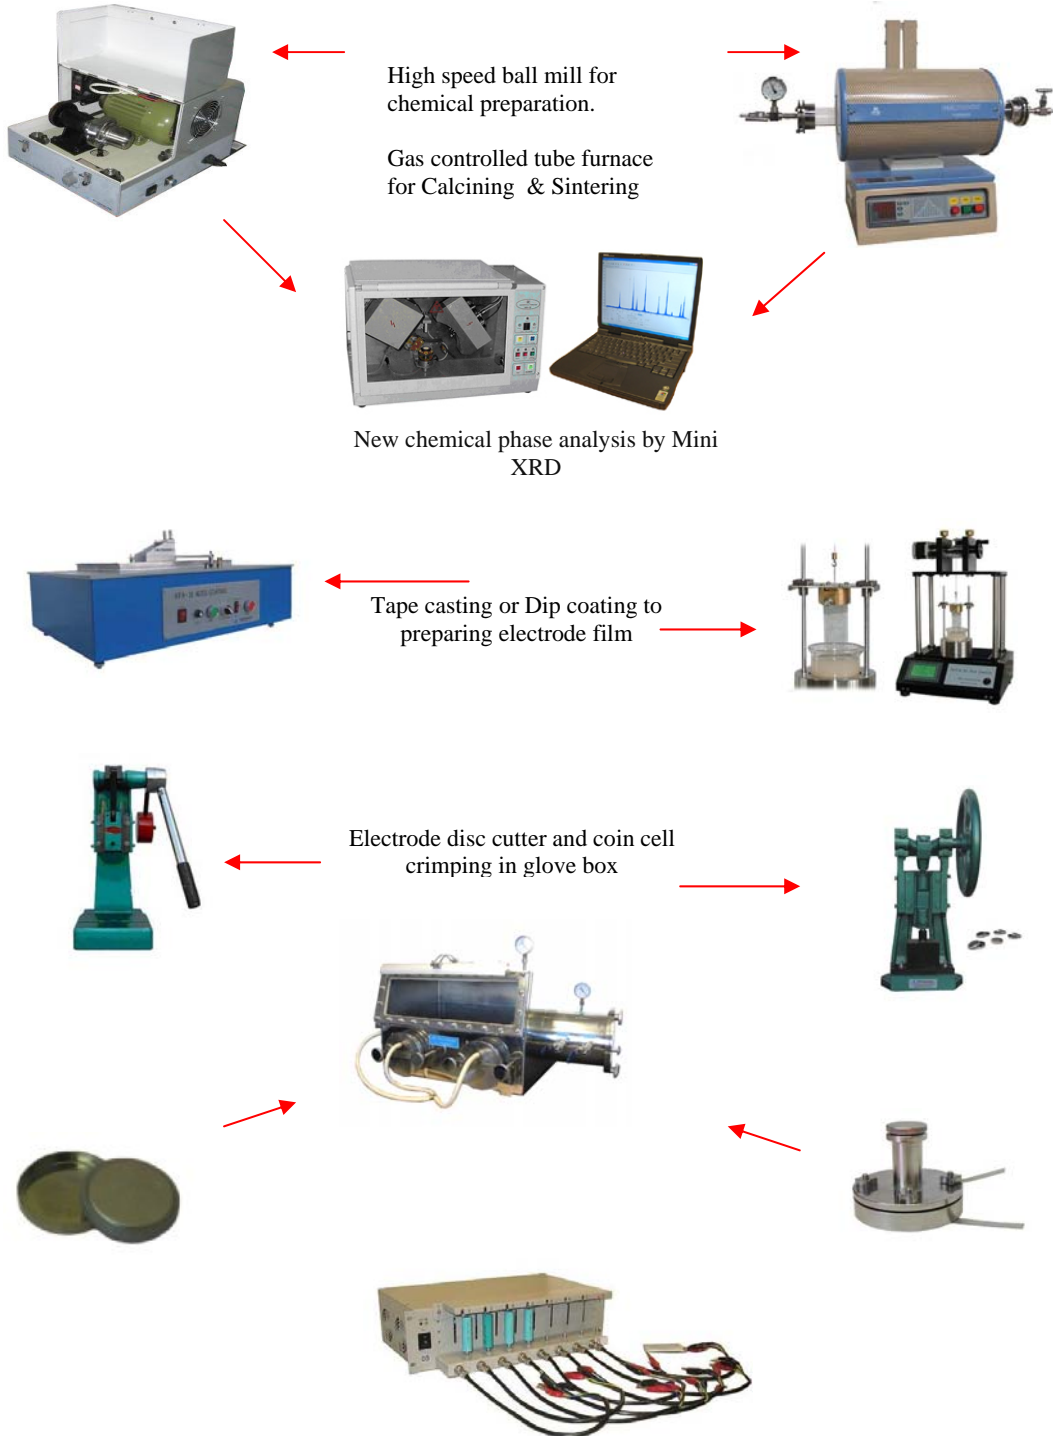 High speed ball mill for
chemical preparation.
Gas controlled tube furnace
for Calcining & Sintering
New chemical phase analysis by Mini
XRD
Tape casting or Dip coating to
preparing electrode film
Electrode disc cutter and coin cell
crimping in glove box